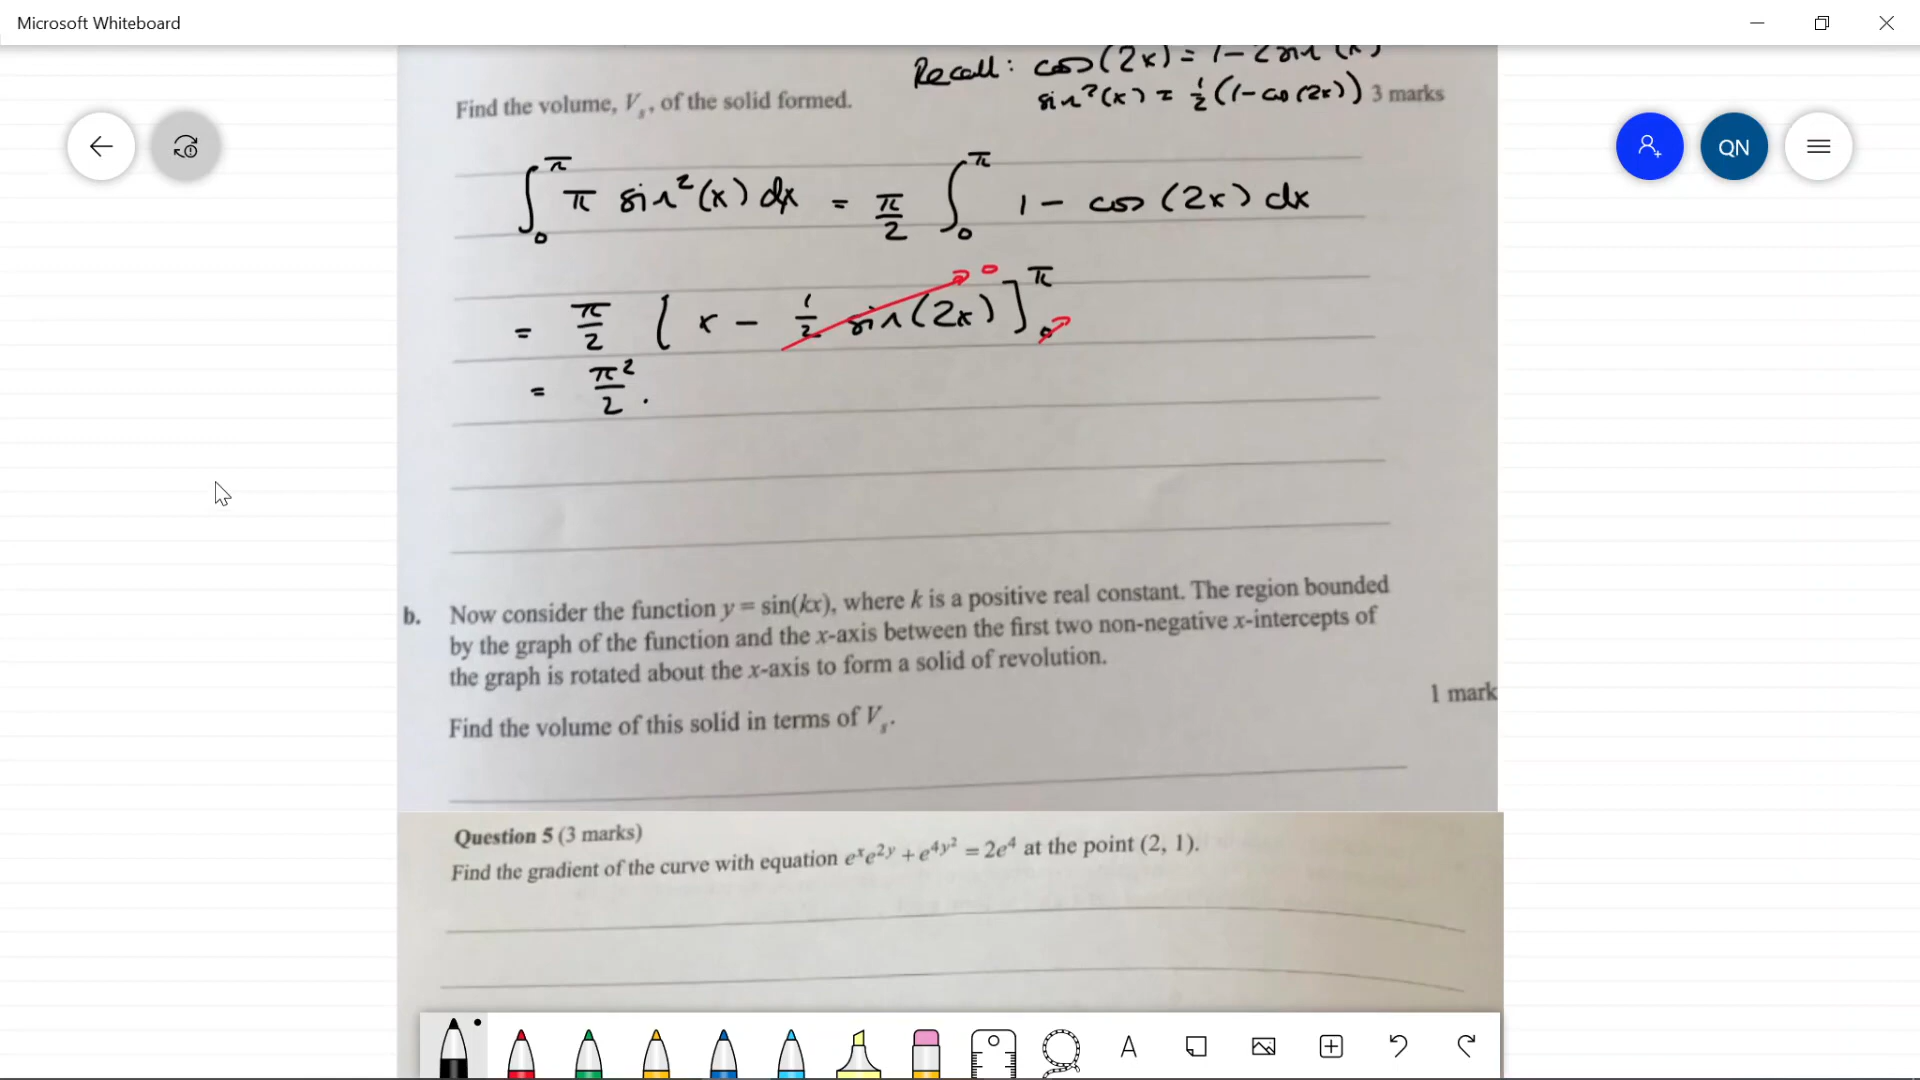 Microsoft Whiteboard
Recall: cos(2x) = 1 - 2 sin (x)
Find the volume, Vₛ, of the solid formed.
sin²(x) = ½(1-cos(2x)) 3 marks
QN
∫₀^π π sin²(x) dx = π/2 ∫₀^π 1 - cos(2x) dx
= π/2 [x - ½ sin(2x)]₀^π 0
= π²/2.
b. Now consider the function y = sin(kx), where k is a positive real constant. The region bounded
by the graph of the function and the x-axis between the first two non-negative x-intercepts of
the graph is rotated about the x-axis to form a solid of revolution.
1 mark
Find the volume of this solid in terms of Vₛ.
Question 5 (3 marks)
Find the gradient of the curve with equation eˣe²ʸ + e^(4y²) = 2e⁴ at the point (2, 1).
A